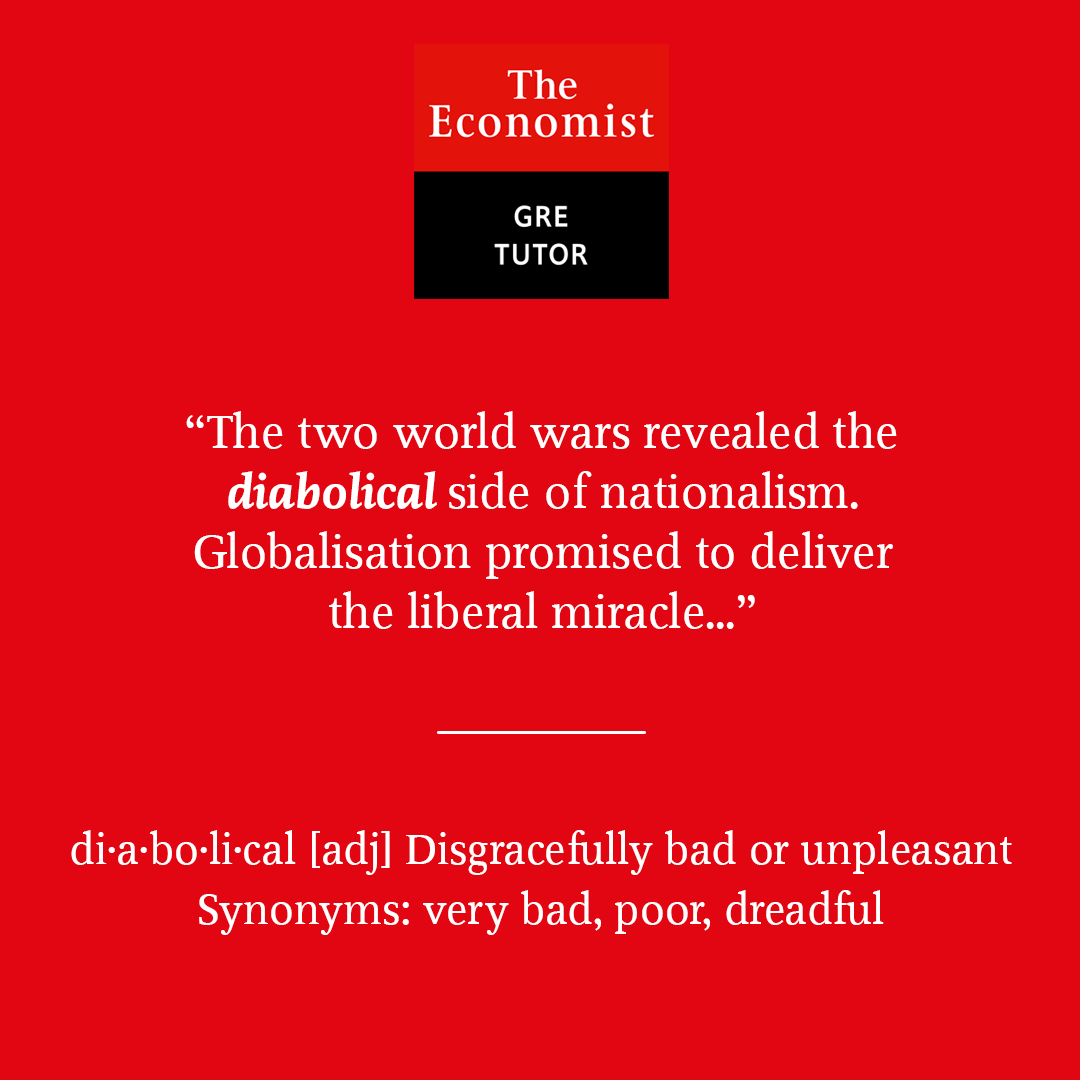 The
Economist
GRE
TUTOR
“The two world wars revealed the
diabolical side of nationalism.
Globalisation promised to deliver
the liberal miracle...”
di·a·bo·li·cal [adj] Disgracefully bad or unpleasant
Synonyms: very bad, poor, dreadful